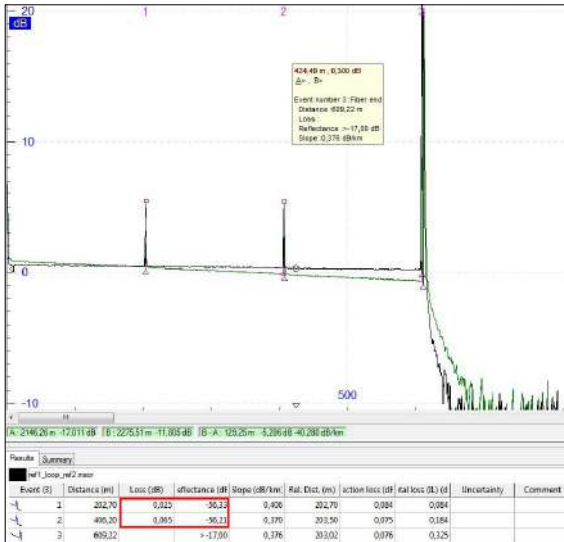 20
dB
1
2
3
424,49 m , 0,300 dB
A= , B=
Event number 3 :Fiber end
Distance :609,22 m
Loss :
Reflectance :>-17,00 dB
Slope :0,376 dB/km
10
0
500
-10
A : 2146,26 m -17,011 dB B : 2275,51 m -11,805 dB B - A : 129,25 m -5,206 dB -40,280 dB/km
Results Summary
ref1_loop_ref2.msor
Event (3) Distance (m) Loss (dB) eflectance (dE Slope (dB/km) Rel. Dist. (m) action loss (dE tal loss (IL) (d Uncertainty Comment
1 202,70 0,025 -56,33 0,406 202,70 0,084 0,084
2 406,20 0,065 -56,21 0,370 203,50 0,075 0,184
3 609,22 >-17,00 0,376 203,02 0,076 0,325